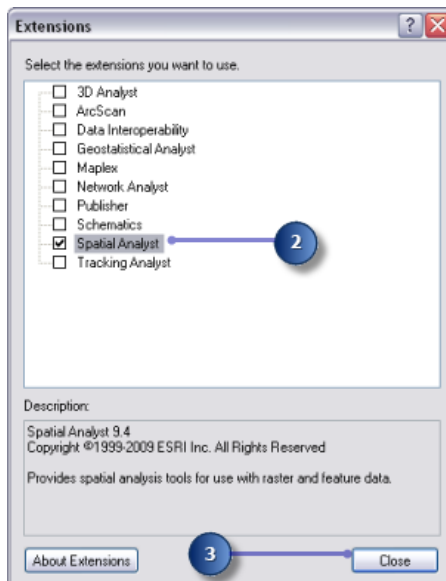 Extensions
Select the extensions you want to use.
3D Analyst
ArcScan
Data Interoperability
Geostatistical Analyst
Maplex
Network Analyst
Publisher
Schematics
Spatial Analyst
2
Tracking Analyst
Description:
Spatial Analyst 9.4
Copyright ©1999-2009 ESRI Inc. All Rights Reserved
Provides spatial analysis tools for use with raster and feature data.
About Extensions
3
Close